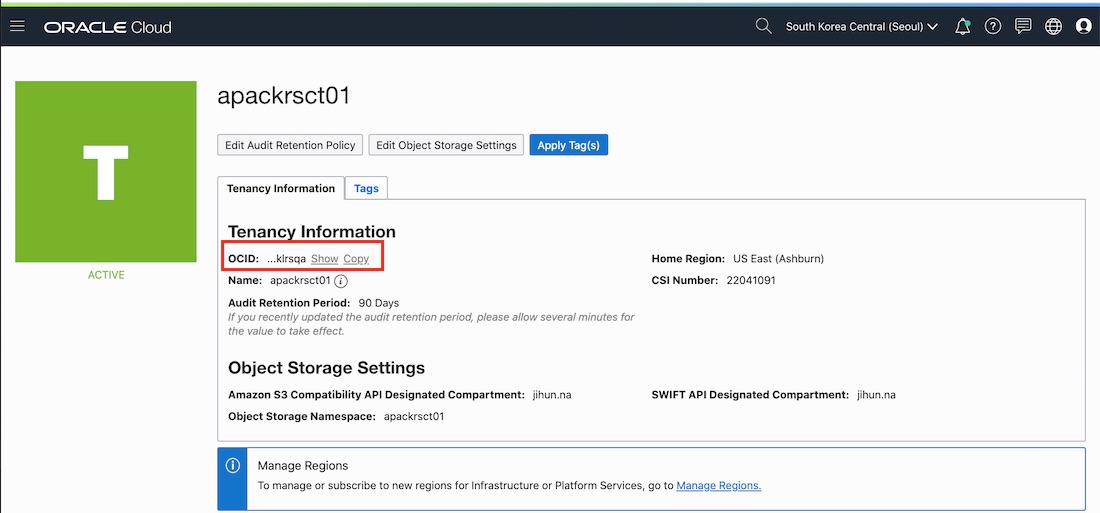 ORACLE Cloud
South Korea Central (Seoul)
T
ACTIVE
apackrsct01
Edit Audit Retention Policy
Edit Object Storage Settings
Apply Tag(s)
Tenancy Information
Tags
Tenancy Information
OCID: ...klrsqa Show Copy
Name: apackrsct01
Audit Retention Period: 90 Days
If you recently updated the audit retention period, please allow several minutes for
the value to take effect.
Home Region: US East (Ashburn)
CSI Number: 22041091
Object Storage Settings
Amazon S3 Compatibility API Designated Compartment: jihun.na
SWIFT API Designated Compartment: jihun.na
Object Storage Namespace: apackrsct01
Manage Regions
To manage or subscribe to new regions for Infrastructure or Platform Services, go to Manage Regions.